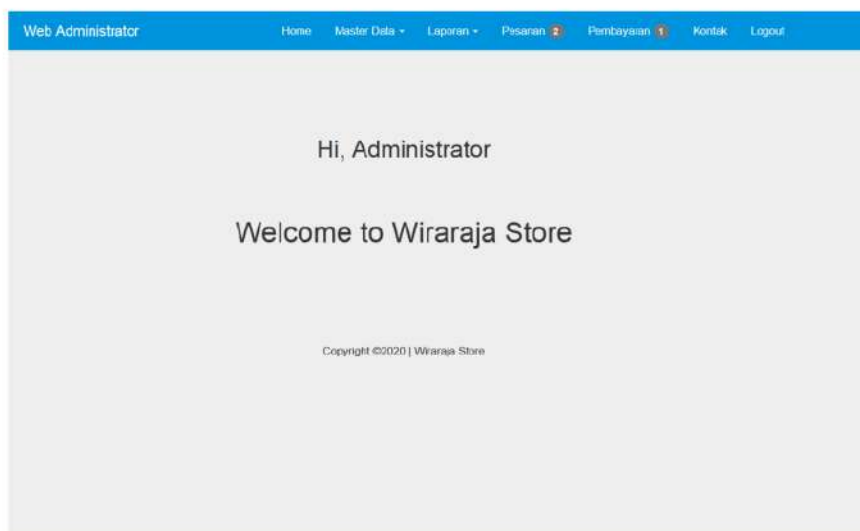 Web Administrator Home Master Data Laporan Pesanan 2 Pembayaran 1 Kontak Logout
Hi, Administrator
Welcome to Wiraraja Store
Copyright ©2020 | Wiraraja Store